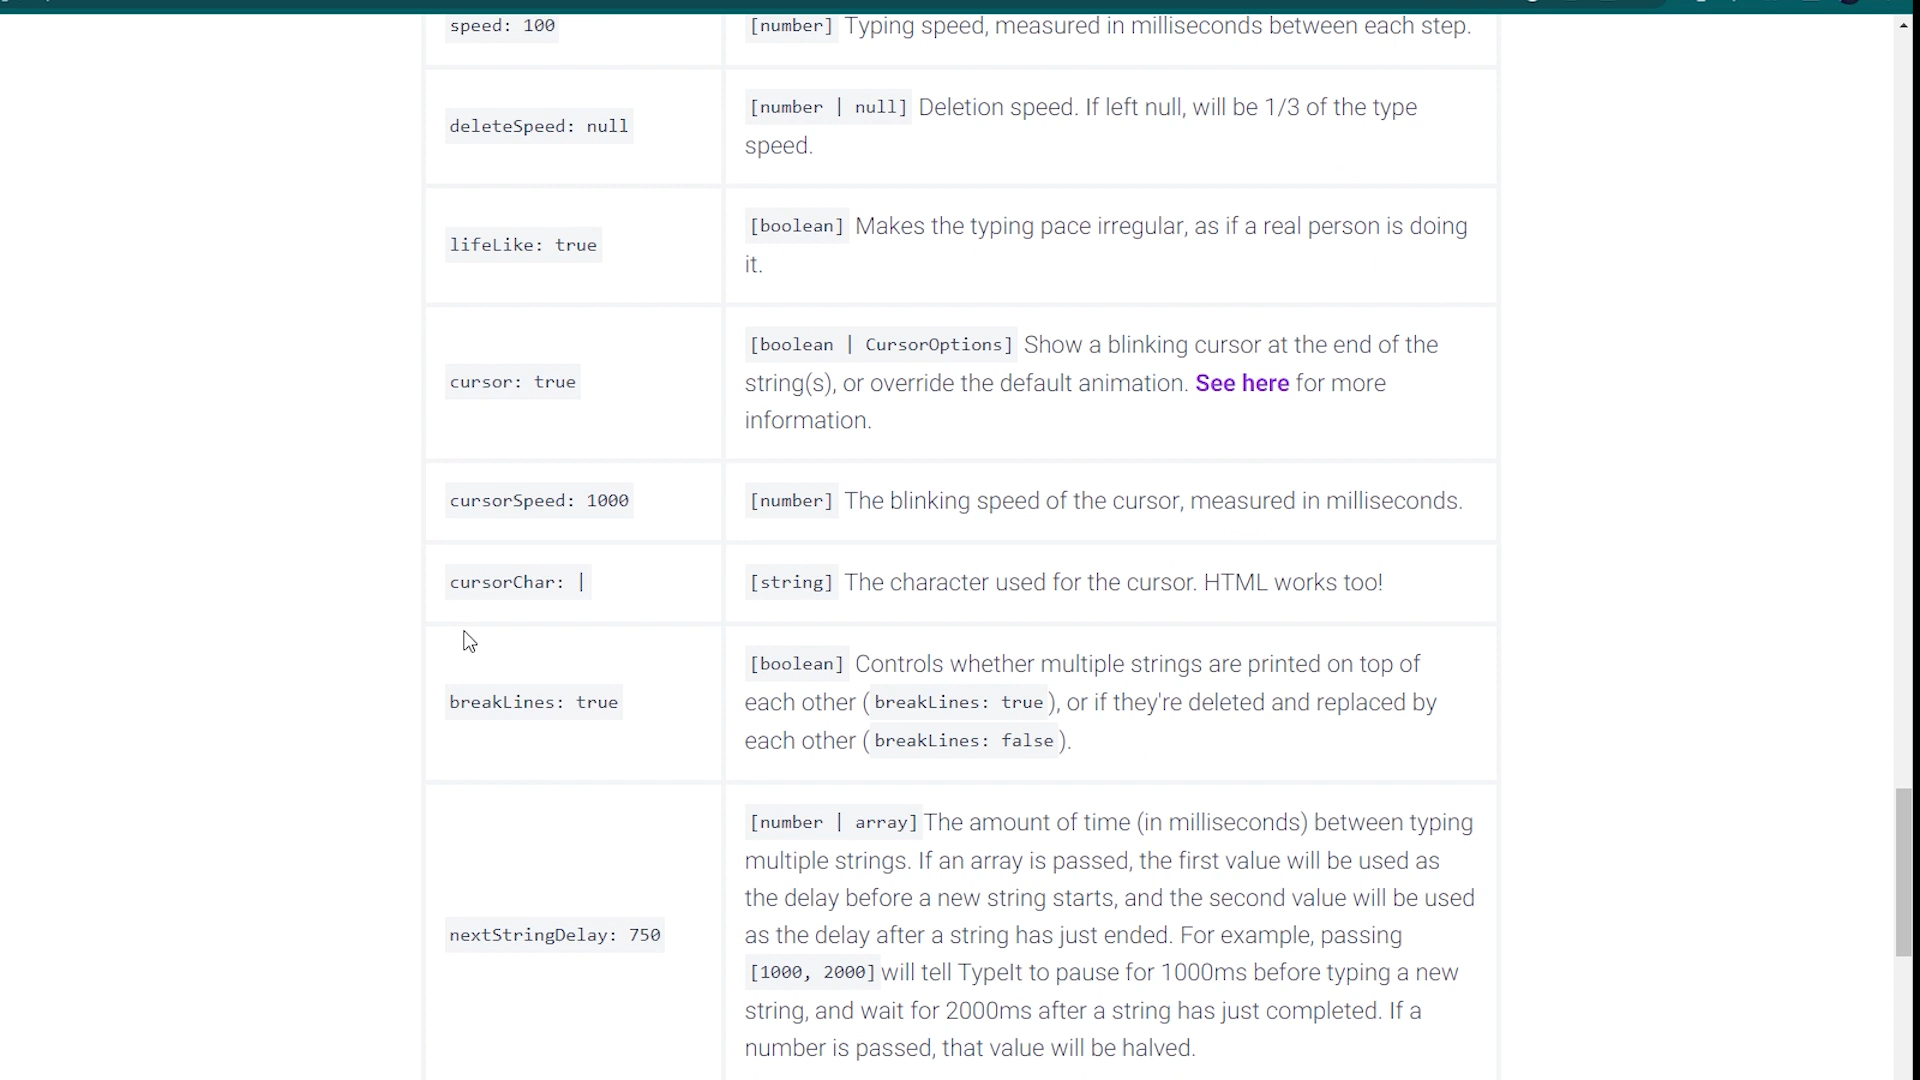 speed: 100
[number] Typing speed, measured in milliseconds between each step.
deleteSpeed: null
[number | null] Deletion speed. If left null, will be 1/3 of the type
speed.
lifeLike: true
[boolean] Makes the typing pace irregular, as if a real person is doing
it.
cursor: true
[boolean | CursorOptions] Show a blinking cursor at the end of the
string(s), or override the default animation. See here for more
information.
cursorSpeed: 1000
[number] The blinking speed of the cursor, measured in milliseconds.
cursorChar: |
[string] The character used for the cursor. HTML works too!
breakLines: true
[boolean] Controls whether multiple strings are printed on top of
each other (breakLines: true), or if they're deleted and replaced by
each other (breakLines: false).
nextStringDelay: 750
[number | array] The amount of time (in milliseconds) between typing
multiple strings. If an array is passed, the first value will be used as
the delay before a new string starts, and the second value will be used
as the delay after a string has just ended. For example, passing
[1000, 2000] will tell TypeIt to pause for 1000ms before typing a new
string, and wait for 2000ms after a string has just completed. If a
number is passed, that value will be halved.